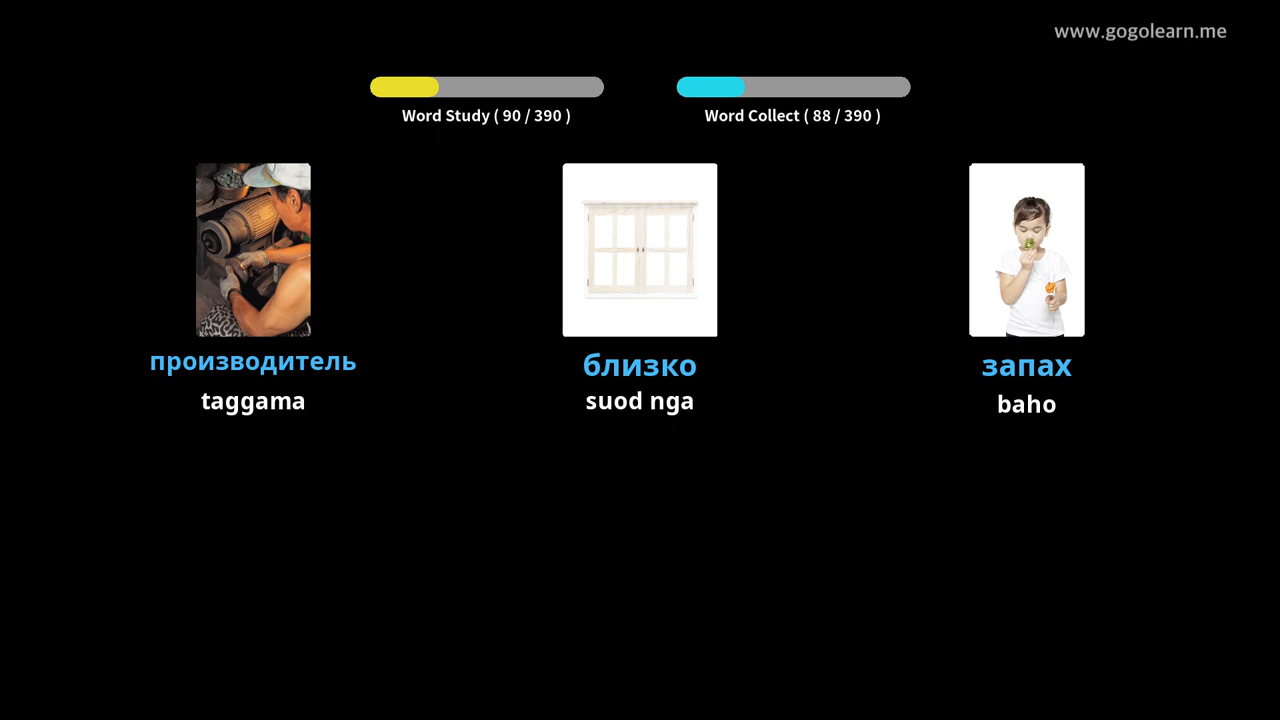 www.gogolearn.me
Word Study ( 90 / 390 )
Word Collect ( 88 / 390 )
производитель
близко
запах
taggama
suod nga
baho